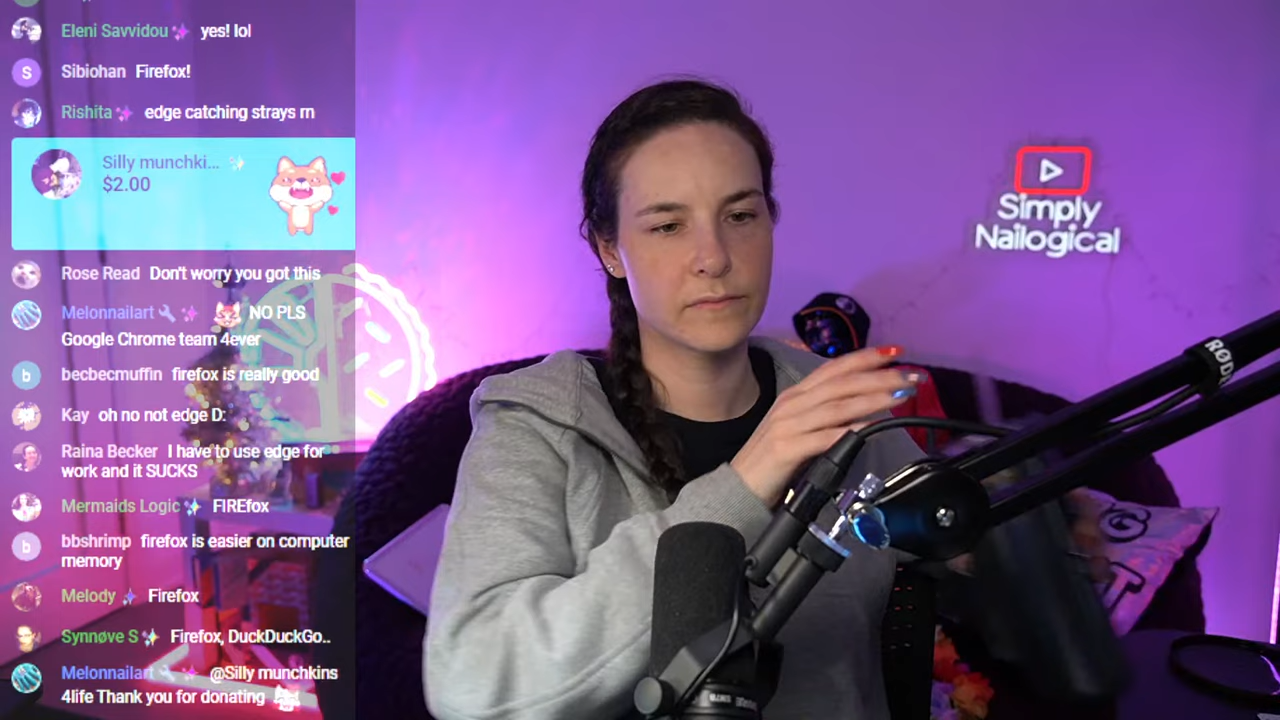 Eleni Savvidou yes! lol
S Sibiohan Firefox!
Rishita edge catching strays rn
Silly munchki...
$2.00
Rose Read Don't worry you got this
Melonnailart NO PLS
Google Chrome team 4ever
b becbecmuffin firefox is really good
Kay oh no not edge D:
Raina Becker I have to use edge for
work and it SUCKS
Mermaids Logic FIREfox
b bbshrimp firefox is easier on computer
memory
Melody Firefox
Synnøve S Firefox, DuckDuckGo..
Melonnailart @Silly munchkins
4life Thank you for donating
Simply
Nailogical
RØD